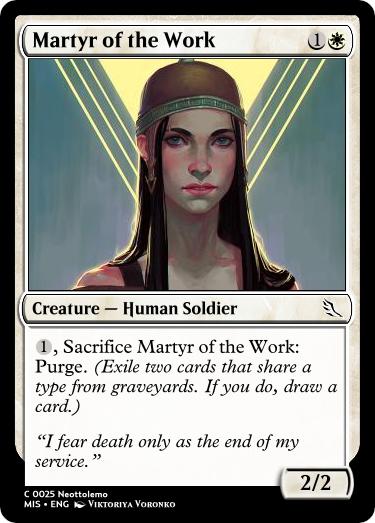 Martyr of the Work 1
Creature — Human Soldier
1, Sacrifice Martyr of the Work:
Purge. (Exile two cards that share a
type from graveyards. If you do, draw a
card.)
“I fear death only as the end of my
service.”
2/2
C 0025 Neottolemo
MIS • ENG Viktoriya Voronko